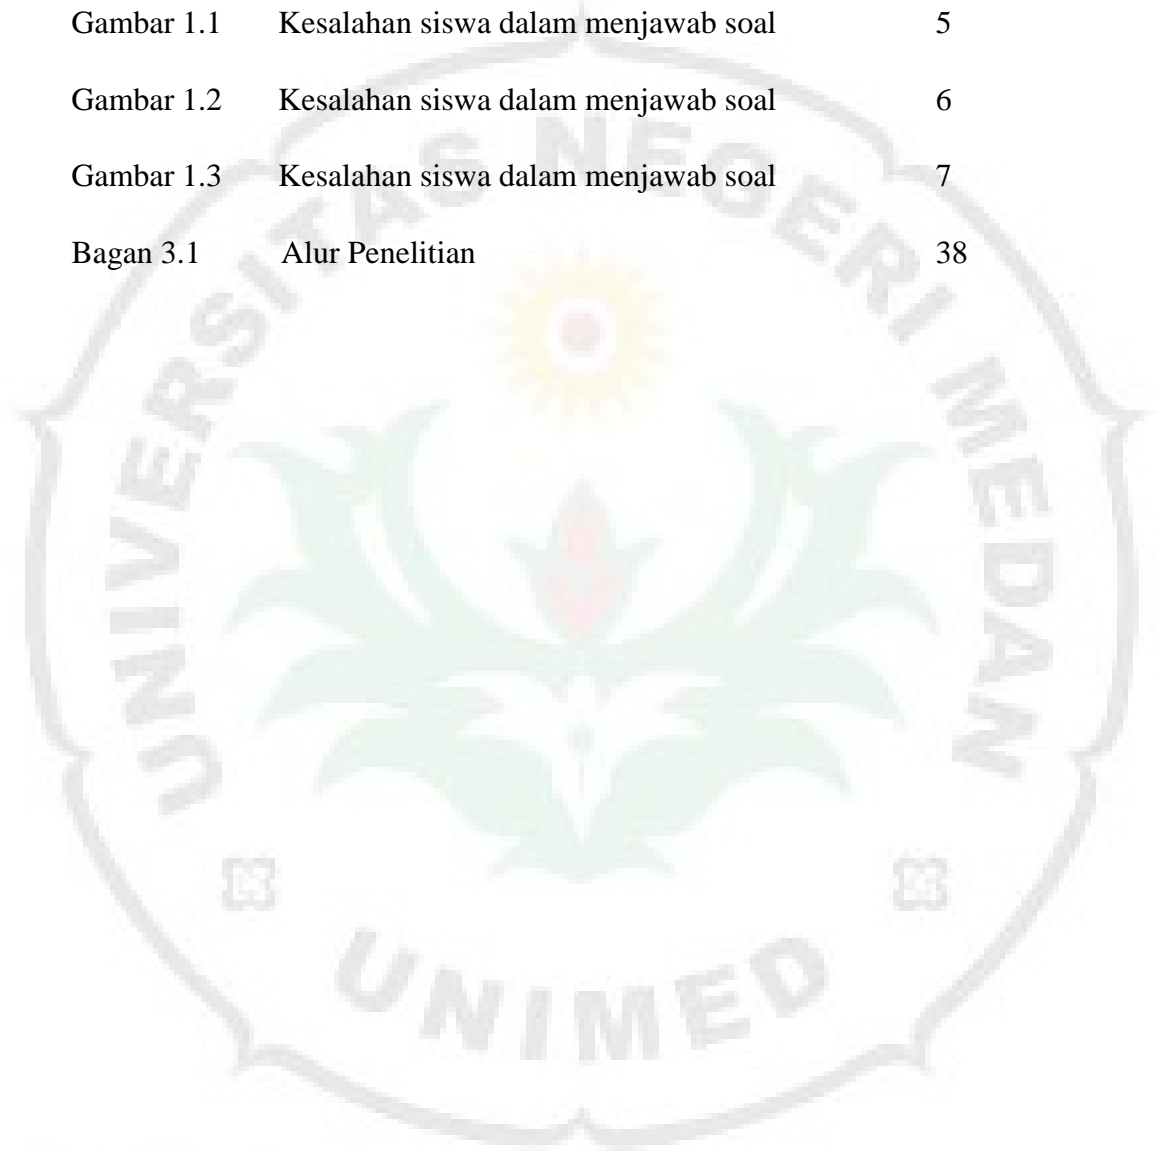 Gambar 1.1 Kesalahan siswa dalam menjawab soal 5
Gambar 1.2 Kesalahan siswa dalam menjawab soal 6
Gambar 1.3 Kesalahan siswa dalam menjawab soal 7
Bagan 3.1 Alur Penelitian 38
UNIVERSITAS NEGERI MEDAN
UNIMED